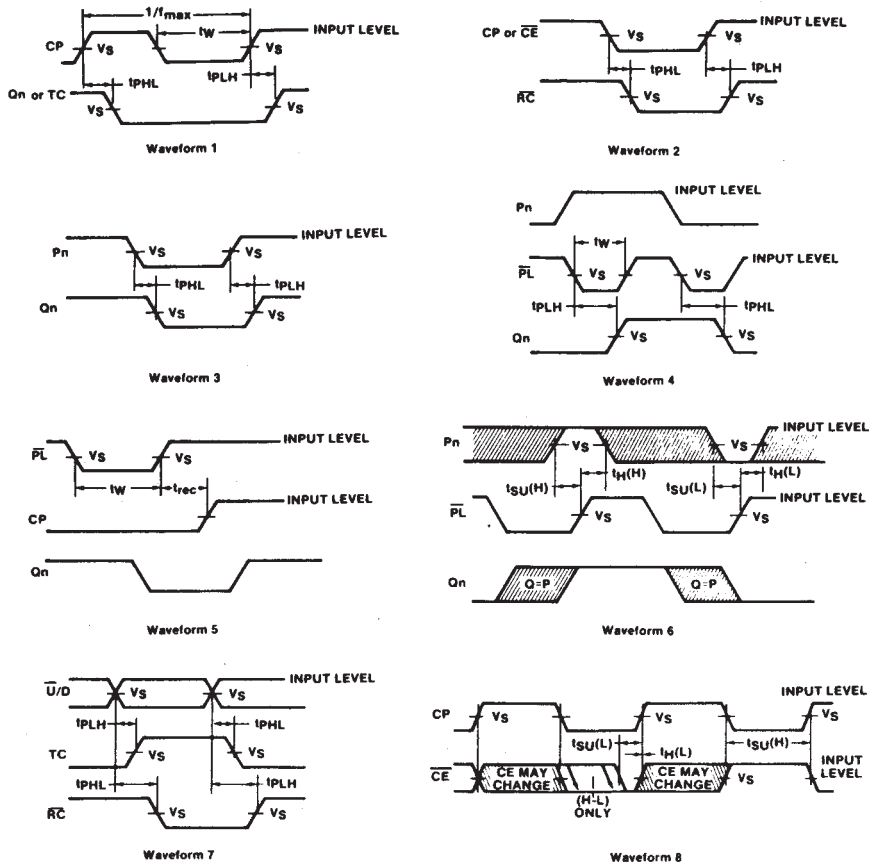 1/fmax
tw
INPUT LEVEL
CP
VS
VS
tPHL
tPLH
Qn or TC
VS
VS
Waveform 1
INPUT LEVEL
CP or CE
VS
VS
tPHL
tPLH
RC
VS
VS
Waveform 2
INPUT LEVEL
Pn
VS
VS
tPHL
tPLH
Qn
VS
VS
Waveform 3
INPUT LEVEL
Pn
tw
INPUT LEVEL
PL
VS
VS
tPLH
tPHL
Qn
VS
VS
Waveform 4
INPUT LEVEL
PL
VS
VS
tw
trec
INPUT LEVEL
CP
Qn
Waveform 5
INPUT LEVEL
Pn
VS
VS
tH(H)
tH(L)
tSU(H)
tSU(L)
INPUT LEVEL
PL
VS
VS
Qn
Q=P
Q=P
Waveform 6
INPUT LEVEL
U/D
VS
VS
tPLH
tPHL
TC
VS
VS
tPHL
tPLH
RC
VS
VS
Waveform 7
INPUT LEVEL
CP
VS
VS
VS
tSU(L)
tSU(H)
tH(L)
INPUT
LEVEL
CE
CE MAY
CHANGE
CE MAY
CHANGE
VS
(H-L)
ONLY
Waveform 8